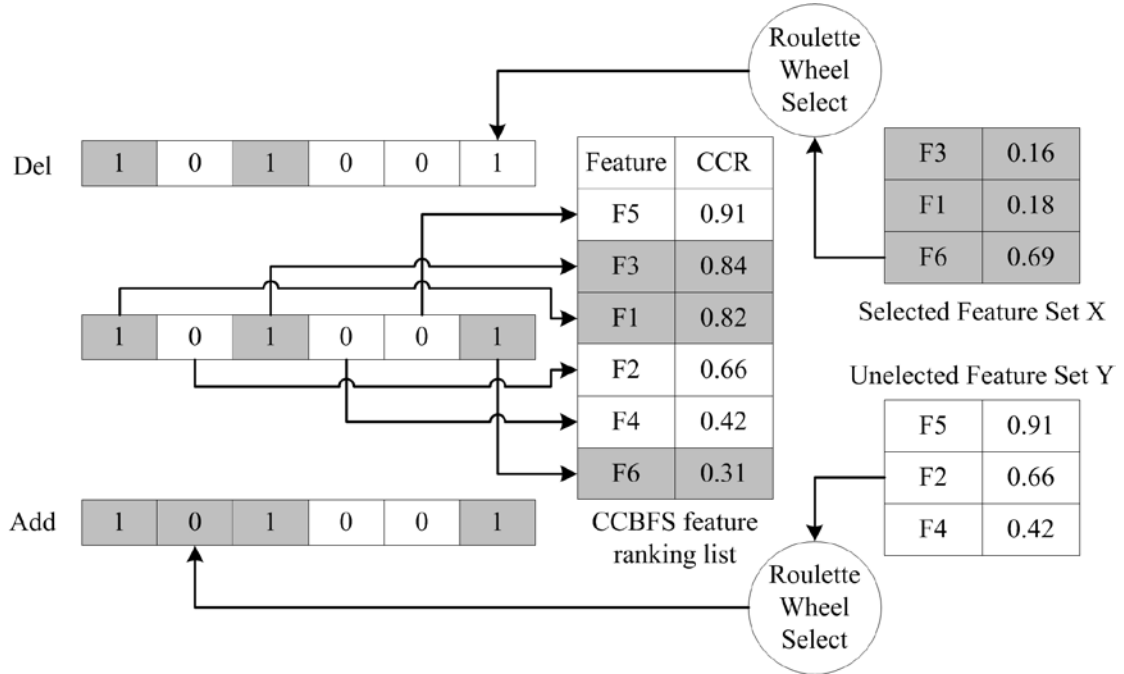 Roulette
Wheel
Select
Del 1 0 1 0 0 1
Feature CCR
F5 0.91
F3 0.84
F1 0.82
F2 0.66
F4 0.42
F6 0.31
CCBFS feature
ranking list
F3 0.16
F1 0.18
F6 0.69
Selected Feature Set X
1 0 1 0 0 1
Unelected Feature Set Y
F5 0.91
F2 0.66
F4 0.42
Add 1 0 1 0 0 1
Roulette
Wheel
Select